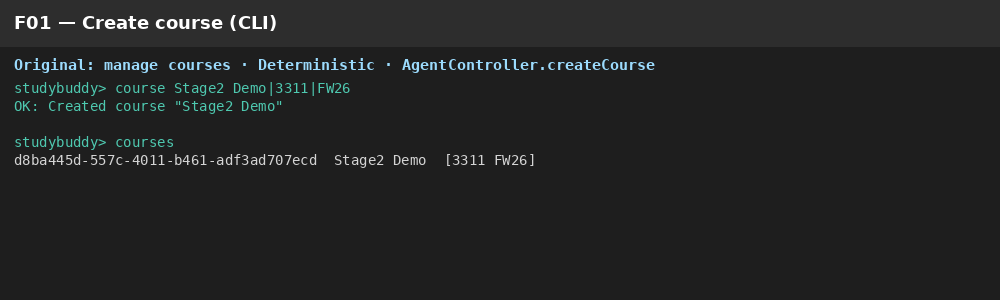 F01 — Create course (CLI)
Original: manage courses · Deterministic · AgentController.createCourse
studybuddy> course Stage2 Demo|3311|FW26
OK: Created course "Stage2 Demo"
studybuddy> courses
d8ba445d-557c-4011-b461-adf3ad707ecd  Stage2 Demo  [3311 FW26]